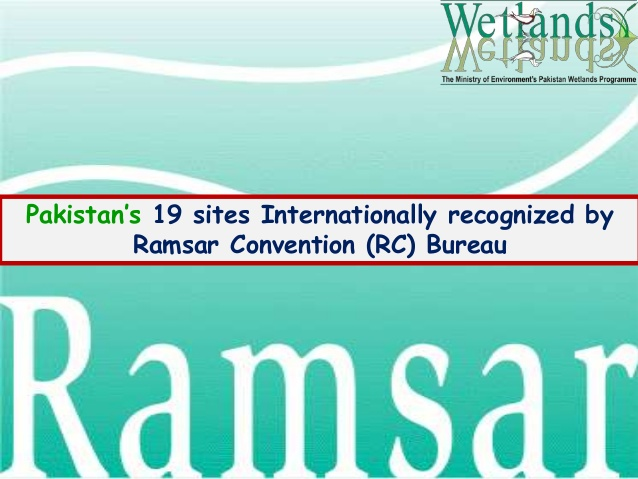 Wetlands
The Ministry of Environment's Pakistan Wetlands Programme
Pakistan's 19 sites Internationally recognized by
Ramsar Convention (RC) Bureau
Ramsar